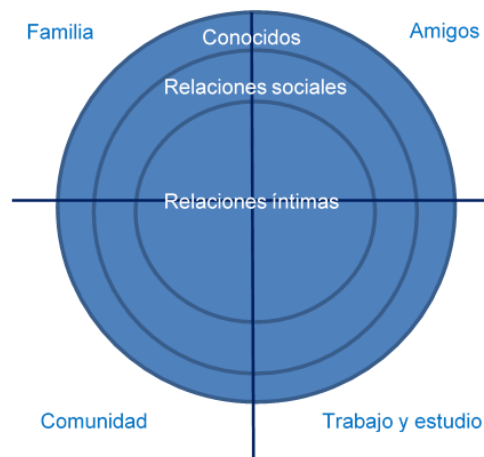 Familia
Conocidos
Amigos
Relaciones sociales
Relaciones íntimas
Comunidad
Trabajo y estudio